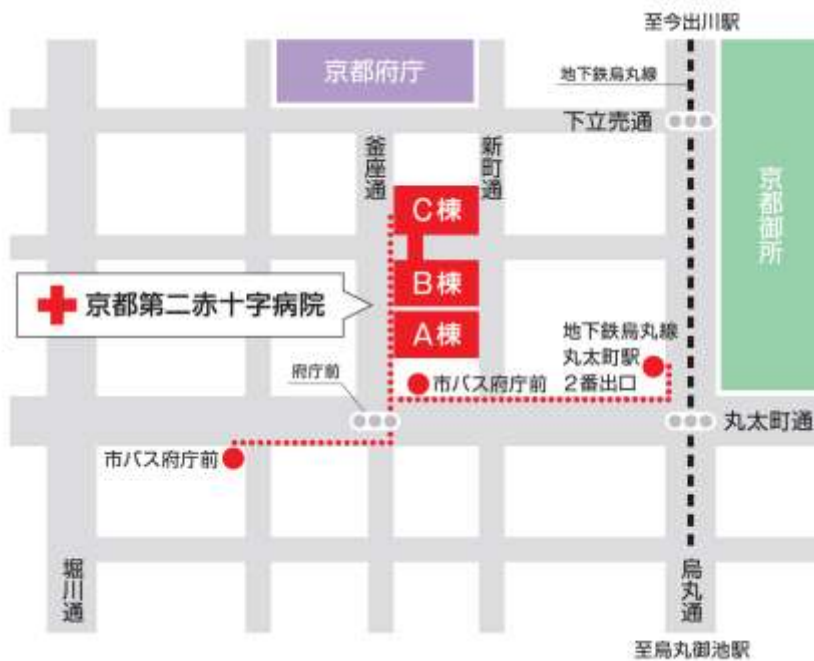 至今出川駅
京都府庁
地下鉄烏丸線
下立売通
釜座通
新町通
京都御所
C棟
B棟
京都第二赤十字病院
A棟
地下鉄烏丸線
丸太町駅
2番出口
府庁前
市バス府庁前
丸太町通
市バス府庁前
堀川通
烏丸通
至烏丸御池駅